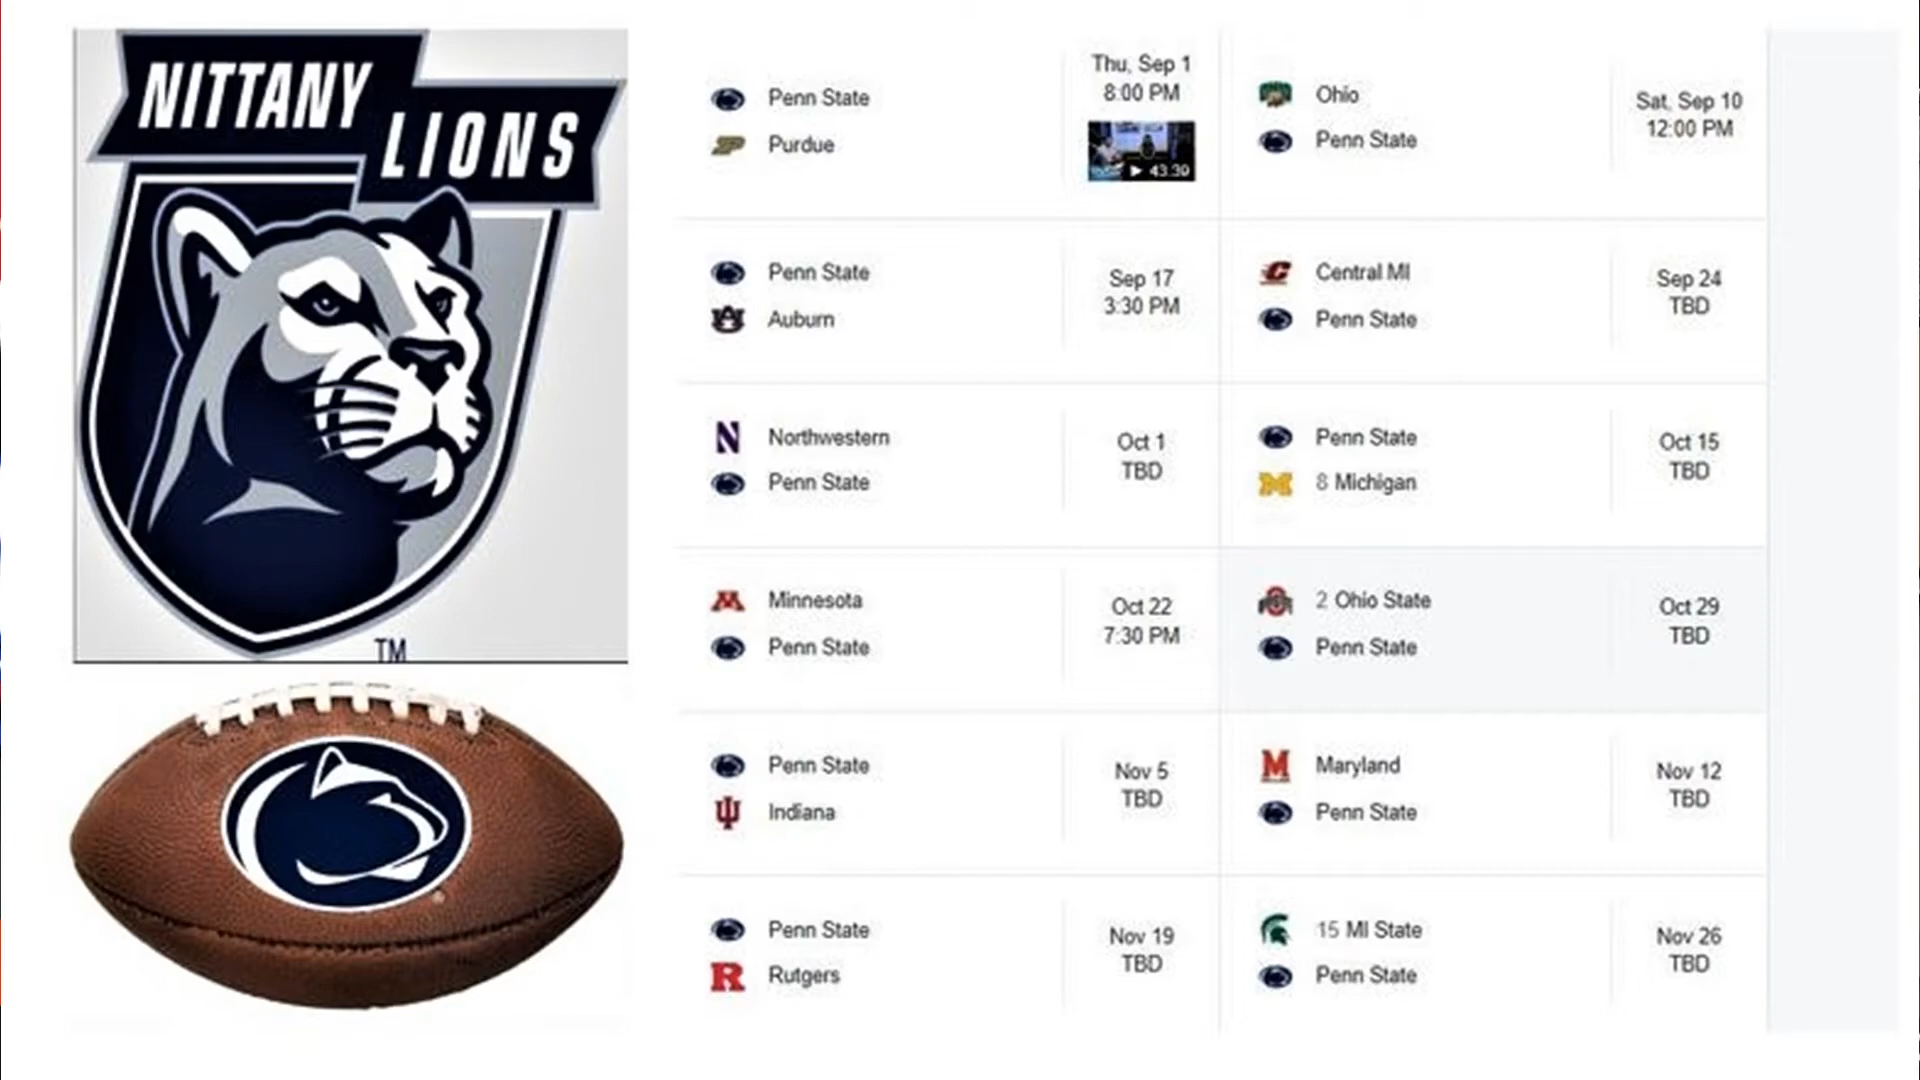 NITTANY
LIONS
TM
Penn State
Purdue
Thu, Sep 1
8:00 PM
43:30
Ohio
Penn State
Sat, Sep 10
12:00 PM
Penn State
Auburn
Sep 17
3:30 PM
Central MI
Penn State
Sep 24
TBD
Northwestern
Penn State
Oct 1
TBD
Penn State
8 Michigan
Oct 15
TBD
Minnesota
Penn State
Oct 22
7:30 PM
2 Ohio State
Penn State
Oct 29
TBD
Penn State
Indiana
Nov 5
TBD
Maryland
Penn State
Nov 12
TBD
Penn State
Rutgers
Nov 19
TBD
15 MI State
Penn State
Nov 26
TBD